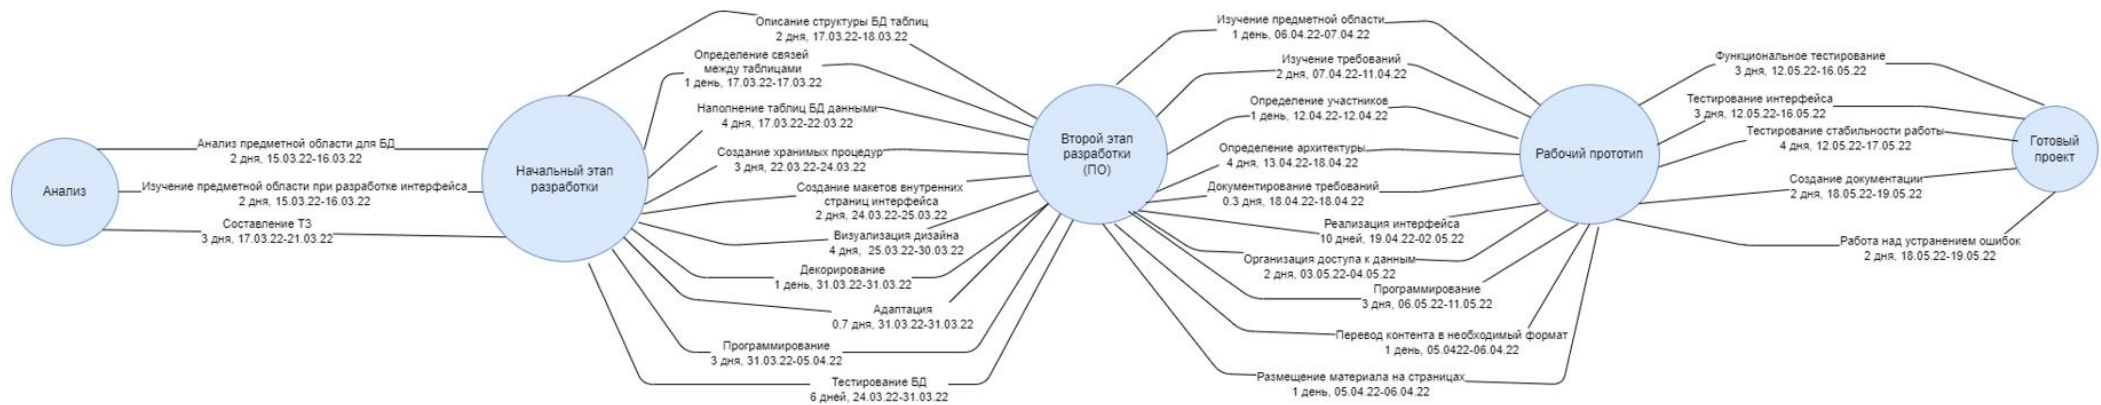 Анализ
Анализ предметной области для БД
2 дня, 15.03.22-16.03.22
Изучение предметной области при разработке интерфейса
2 дня, 15.03.22-16.03.22
Составление ТЗ
3 дня, 17.03.22-21.03.22
Начальный этап
разработки
Описание структуры БД таблиц
2 дня, 17.03.22-18.03.22
Определение связей
между таблицами
1 день, 17.03.22-17.03.22
Наполнение таблиц БД данными
4 дня, 17.03.22-22.03.22
Создание хранимых процедур
3 дня, 22.03.22-24.03.22
Создание макетов внутренних
страниц интерфейса
2 дня, 24.03.22-25.03.22
Визуализация дизайна
4 дня, 25.03.22-30.03.22
Декорирование
1 день, 31.03.22-31.03.22
Адаптация
0,7 дня, 31.03.22-31.03.22
Программирование
3 дня, 31.03.22-05.04.22
Тестирование БД
6 дней, 24.03.22-31.03.22
Второй этап
разработки
(ПО)
Изучение предметной области
1 день, 06.04.22-07.04.22
Изучение требований
2 дня, 07.04.22-11.04.22
Определение участников
1 день, 12.04.22-12.04.22
Определение архитектуры
4 дня, 13.04.22-18.04.22
Документирование требований
0.3 дня, 18.04.22-18.04.22
Реализация интерфейса
10 дней, 19.04.22-02.05.22
Организация доступа к данным
2 дня, 03.05.22-04.05.22
Программирование
3 дня, 06.05.22-11.05.22
Перевод контента в необходимый формат
1 день, 05.0422-06.04.22
Размещение материала на страницах
1 день, 05.04.22-06.04.22
Рабочий прототип
Функциональное тестирование
3 дня, 12.05.22-16.05.22
Тестирование интерфейса
3 дня, 12.05.22-16.05.22
Тестирование стабильности работы
4 дня, 12.05.22-17.05.22
Создание документации
2 дня, 18.05.22-19.05.22
Работа над устранением ошибок
2 дня, 18.05.22-19.05.22
Готовый
проект